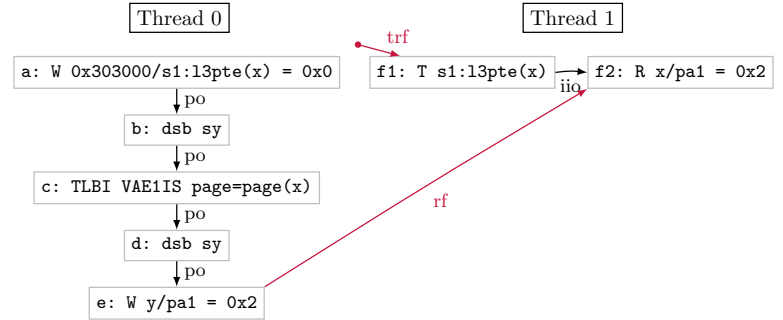 Thread 0
Thread 1
trf
a: W 0x303000/s1:l3pte(x) = 0x0
f1: T s1:l3pte(x)
iio
f2: R x/pa1 = 0x2
po
b: dsb sy
po
c: TLBI VAE1IS page=page(x)
po
rf
d: dsb sy
po
e: W y/pa1 = 0x2